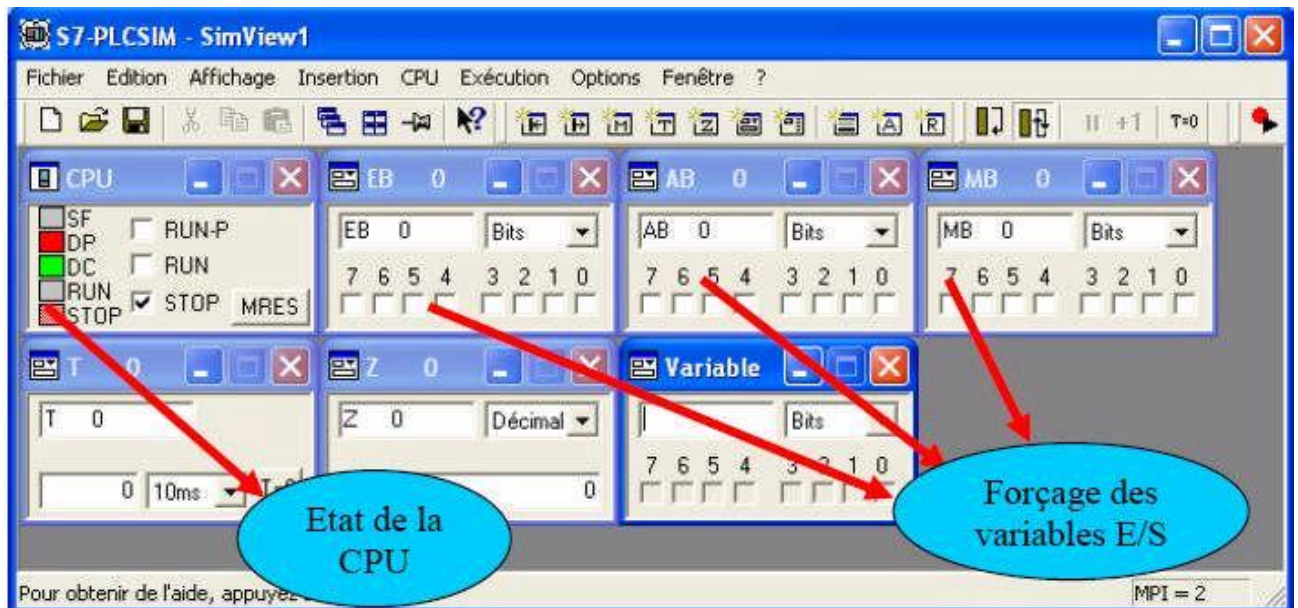 S7-PLCSIM - SimView1
Fichier Edition Affichage Insertion CPU Exécution Options Fenêtre ?
T=0
CPU
SF
DP
DC
RUN
STOP
RUN-P
RUN
STOP
MRES
EB 0
EB 0 Bits
7 6 5 4 3 2 1 0
AB 0
AB 0 Bits
7 6 5 4 3 2 1 0
MB 0
MB 0 Bits
7 6 5 4 3 2 1 0
T 0
T 0
0 10ms
Z 0
Z 0 Décimal
0
Variable
Bits
7 6 5 4 3 2 1 0
Etat de la
CPU
Forçage des
variables E/S
Pour obtenir de l'aide, appuyez
MPI = 2